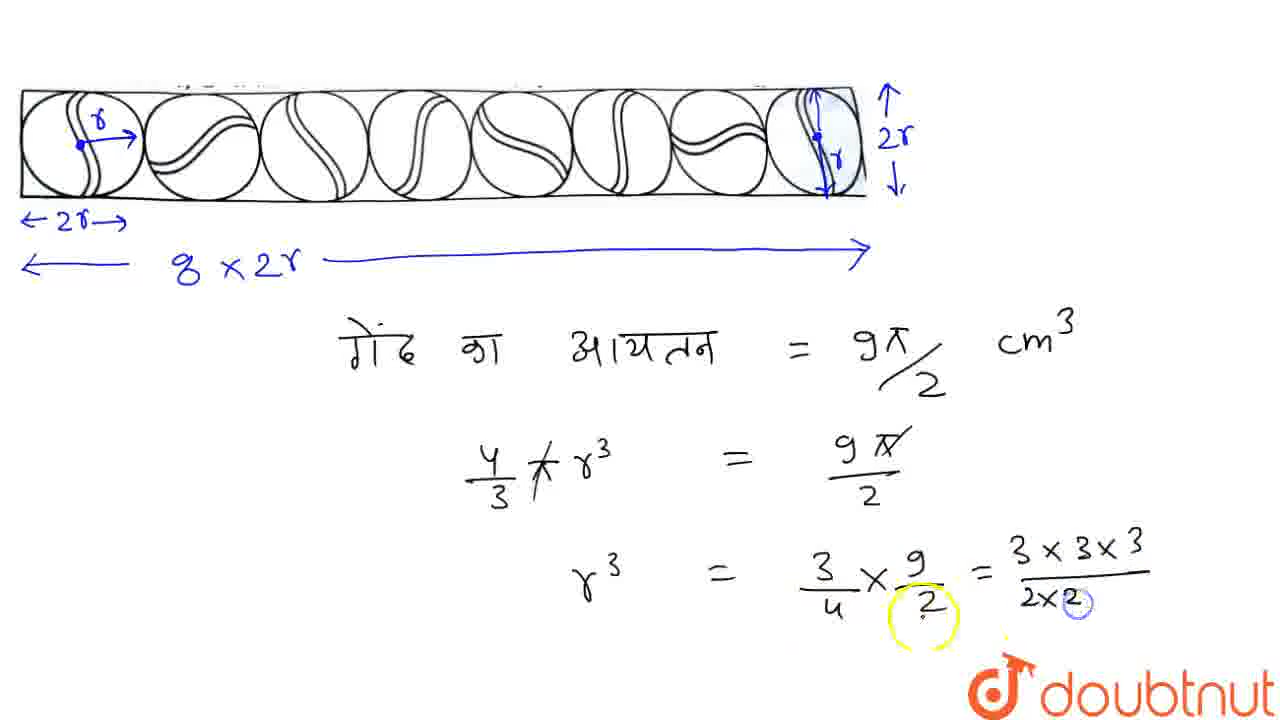 r
r
2r
← 2r →
8 × 2r
गेंद का आयतन = 9π/2 cm³
4/3 π r³ = 9π/2
r³ = 3/4 × 9/2 = 3 × 3 × 3 / 2 × 2
doubtnut